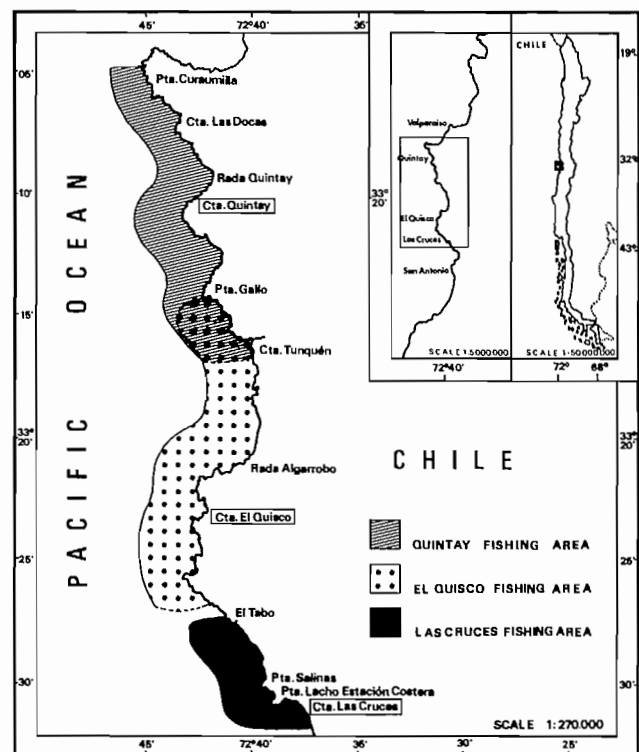 45' 72°40' 35'
06'
10'
33°
20'
25'
30'
PACIFIC OCEAN
Pta. Curaumilla
Cta. Las Docas
Rada Quintay
Cta. Quintay
Pta. Gallo
Cta. Tunquén
Rada Algarrobo
Cta. El Quisco
El Tabo
Pta. Salinas
Pta. Lacho Estación Costera
Cta. Las Cruces
Valparaíso
Quintay
33°
20'
El Quisco
Las Cruces
San Antonio
SCALE 1:5000000
72°40'
CHILE
19°
32°
43°
SCALE 1:50000000
72° 68°
33°
20'
CHILE
QUINTAY FISHING AREA
EL QUISCO FISHING AREA
LAS CRUCES FISHING AREA
25'
30'
SCALE 1:270.000
45' 72°40' 35' 30' 25'